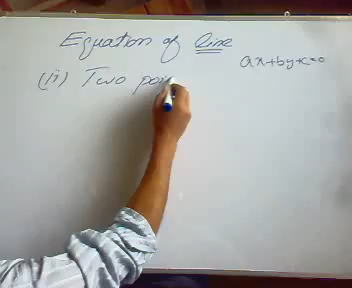 Equation of Line
ax+by+c=0
(ii) Two poi